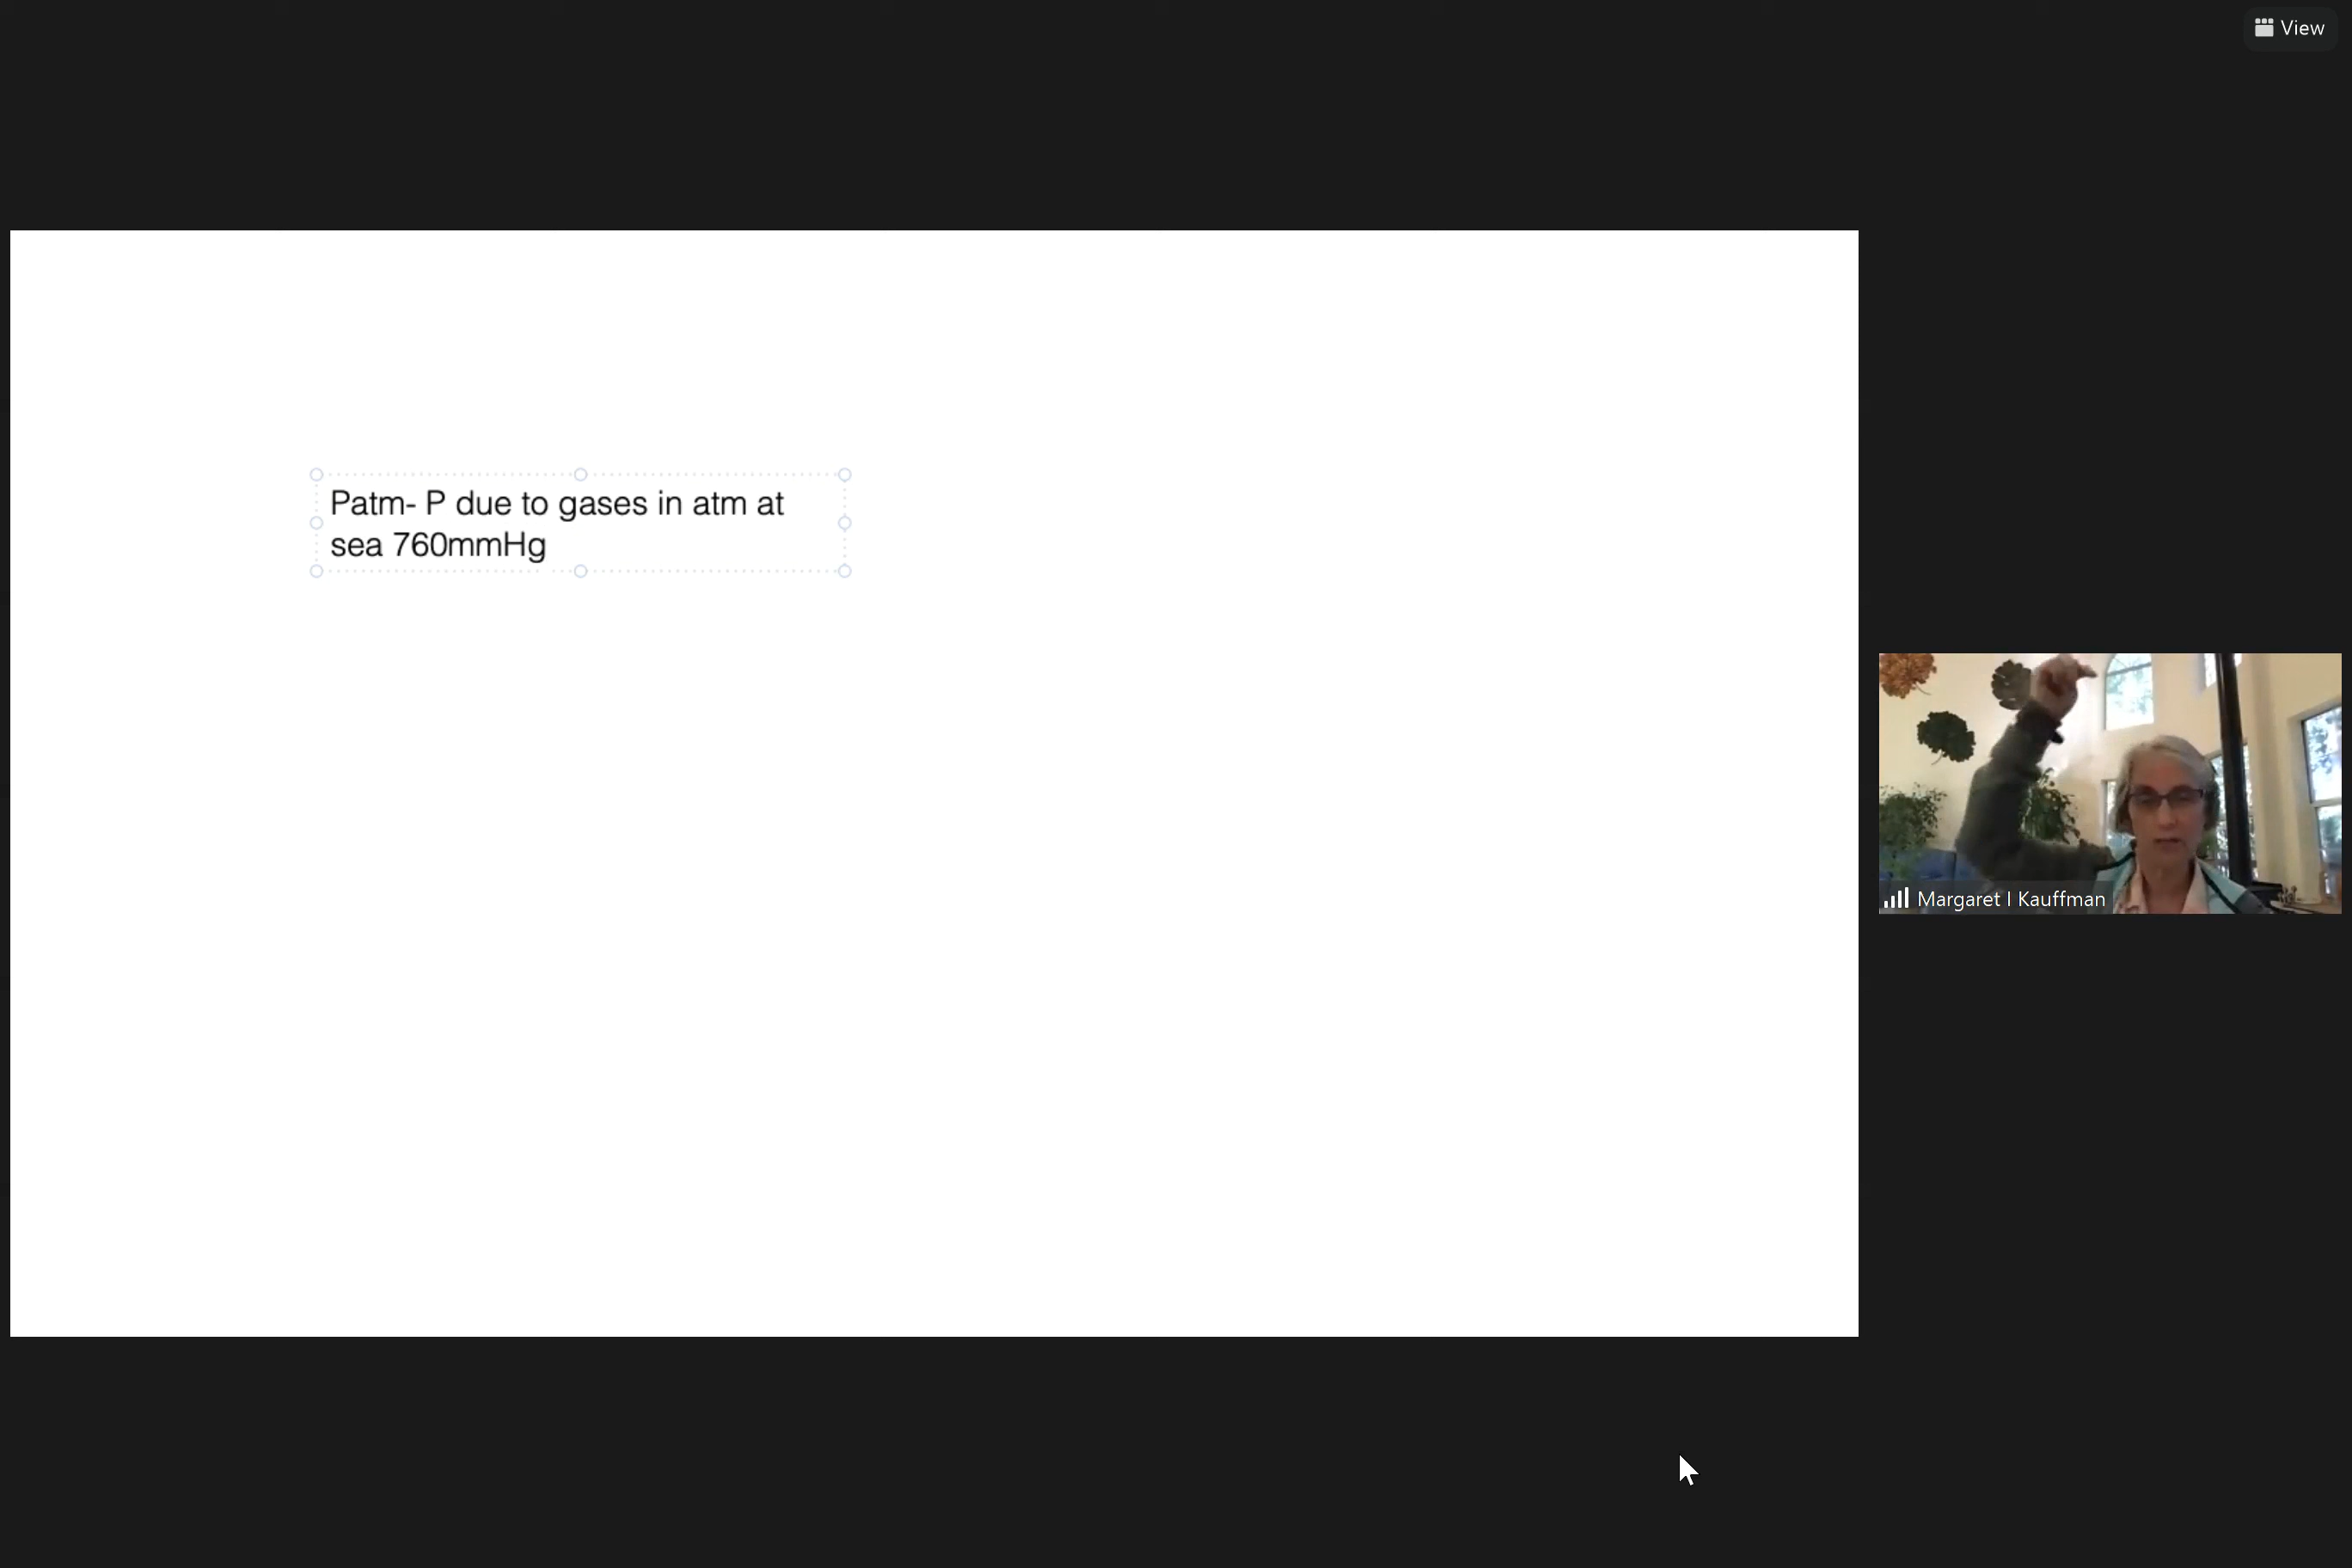 View
Patm- P due to gases in atm at
sea 760mmHg
Margaret I Kauffman